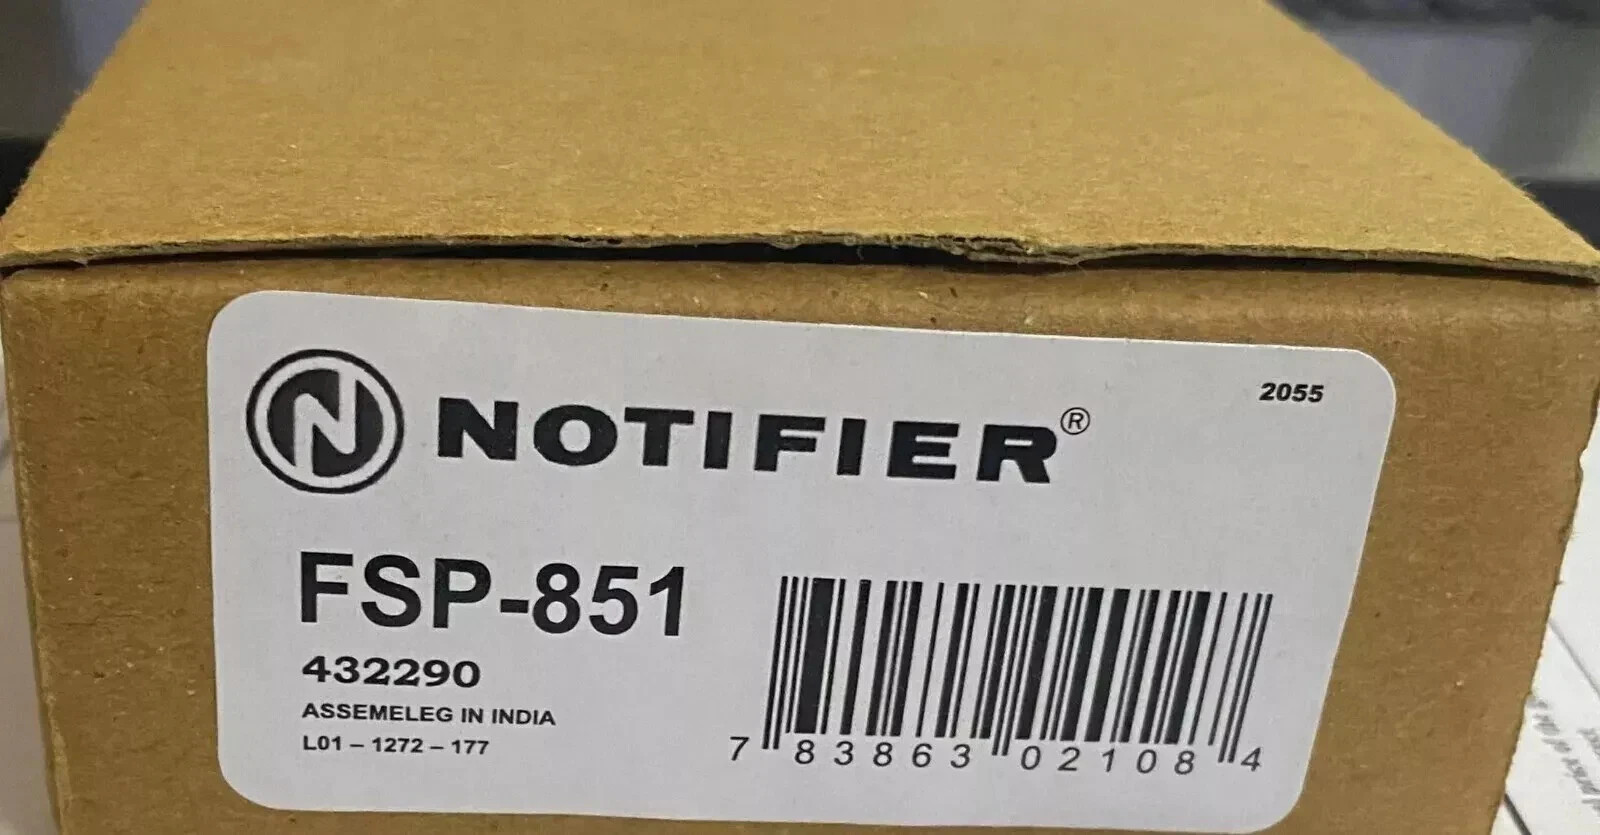 2055
NOTIFIER®
FSP-851
432290
ASSEMELEG IN INDIA
L01 – 1272 – 177
7 83863 02108 4